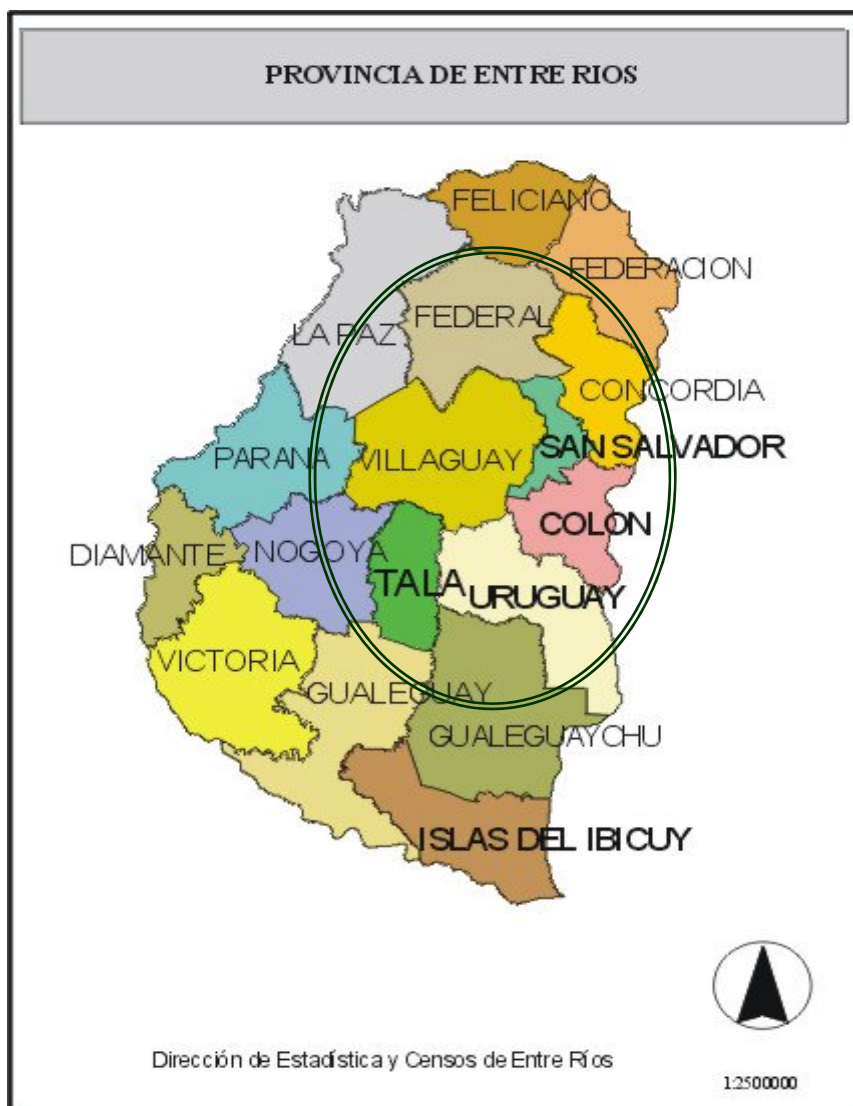 PROVINCIA DE ENTRE RIOS
FELICIANO
FEDERACION
FEDERAL
LA PAZ
CONCORDIA
SAN SALVADOR
PARANA
VILLAGUAY
COLON
DIAMANTE
NOGOYA
TALA
URUGUAY
VICTORIA
GUALEGUAY
GUALEGUAYCHU
ISLAS DEL IBICUY
Dirección de Estadística y Censos de Entre Ríos
1:2500000